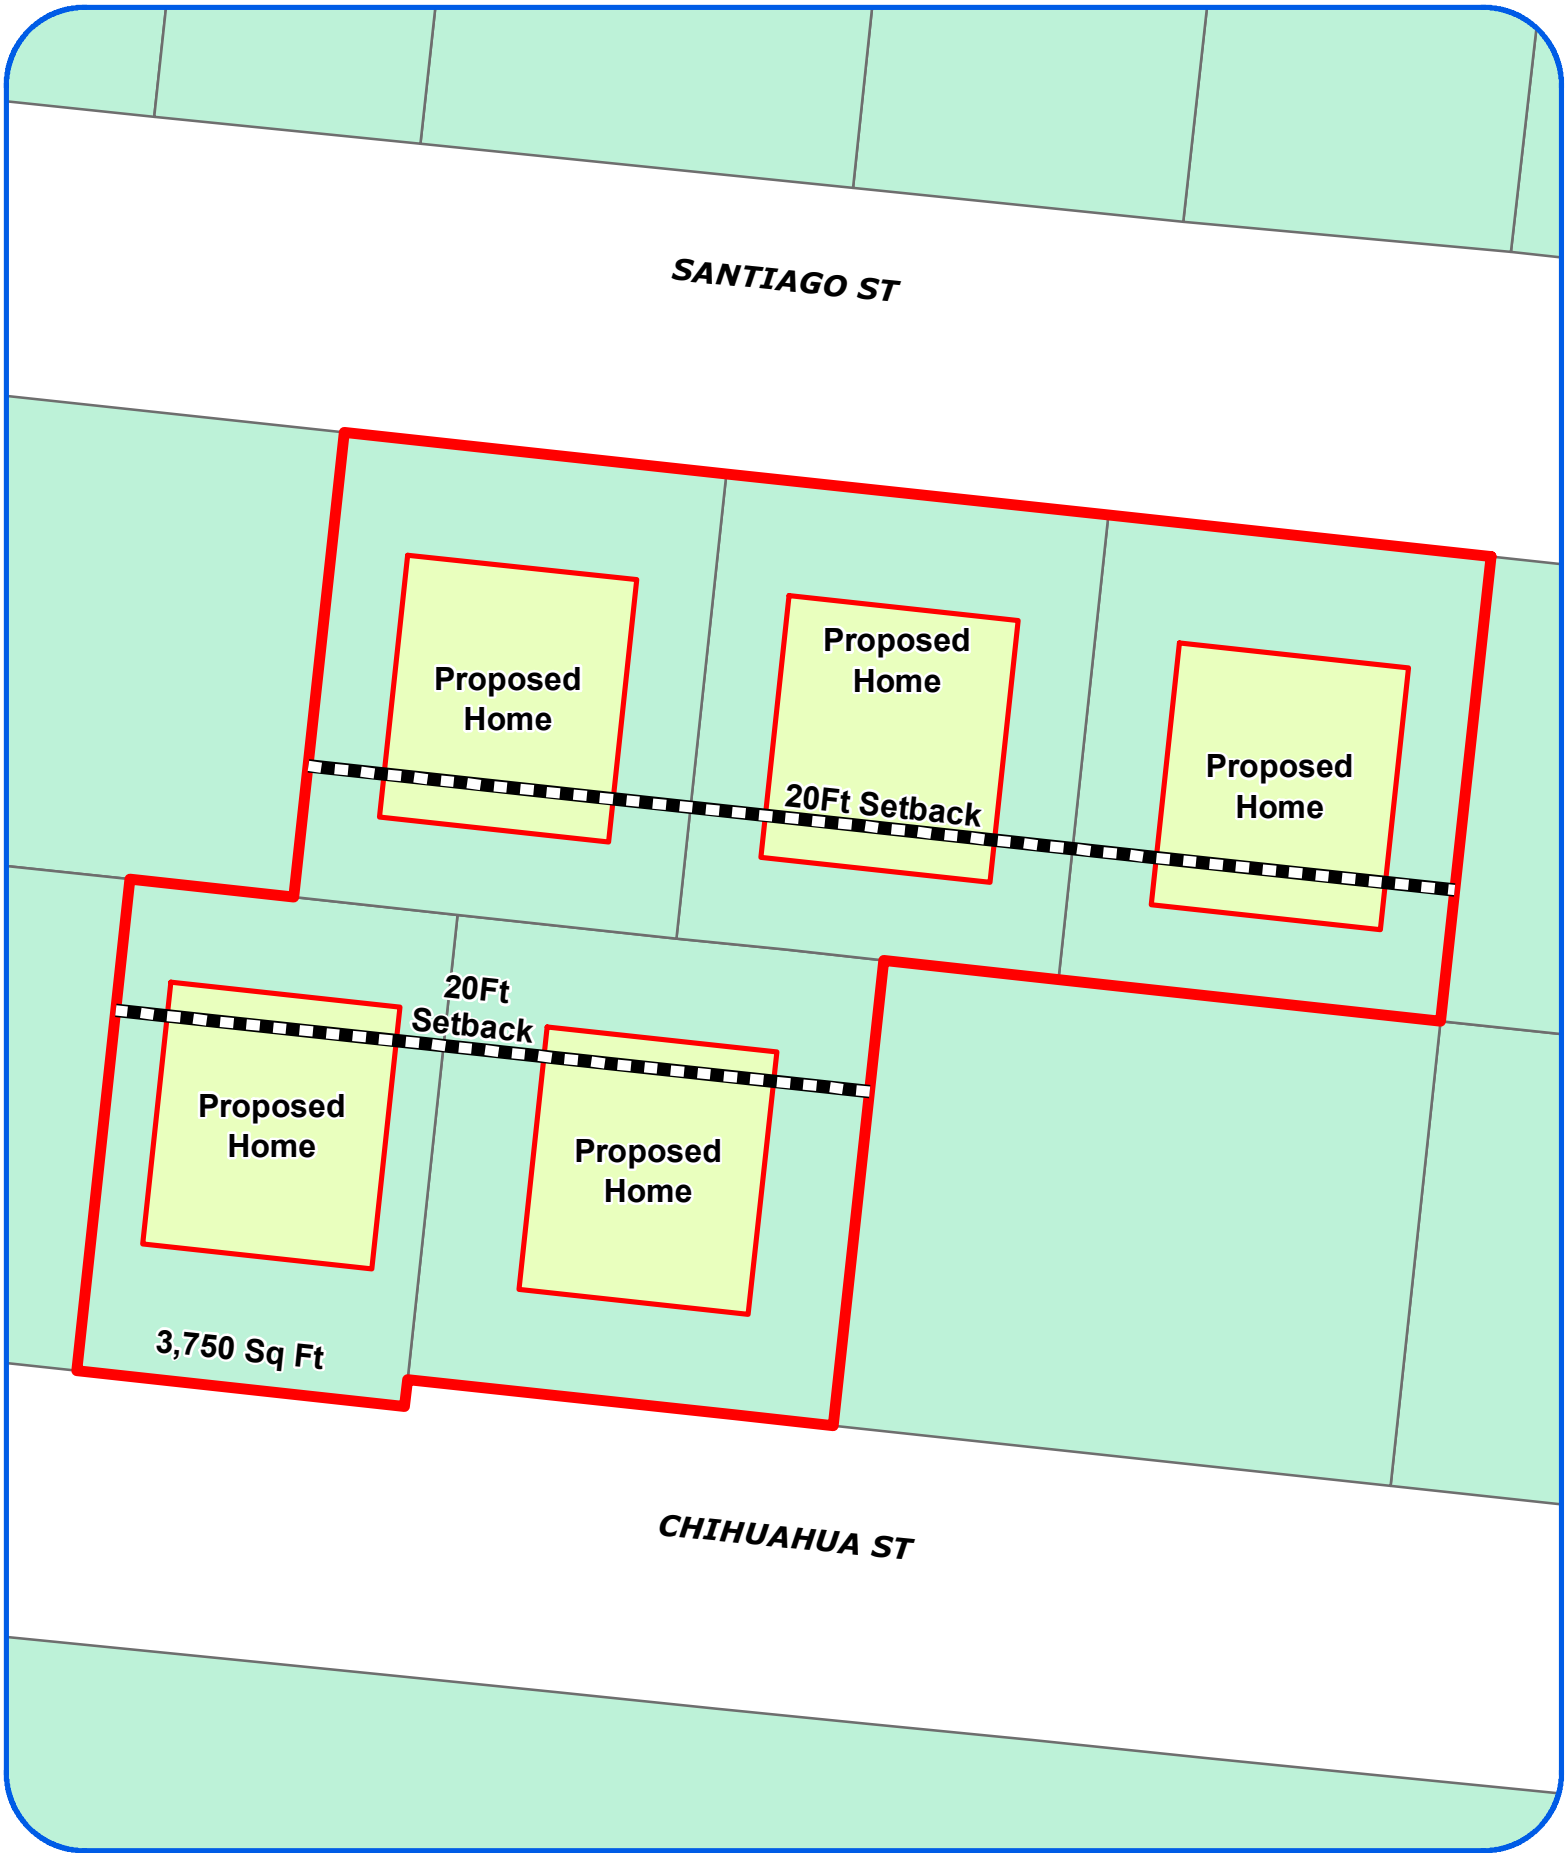 SANTIAGO ST
Proposed
Home
Proposed
Home
Proposed
Home
20Ft Setback
20Ft
Setback
Proposed
Home
Proposed
Home
3,750 Sq Ft
CHIHUAHUA ST